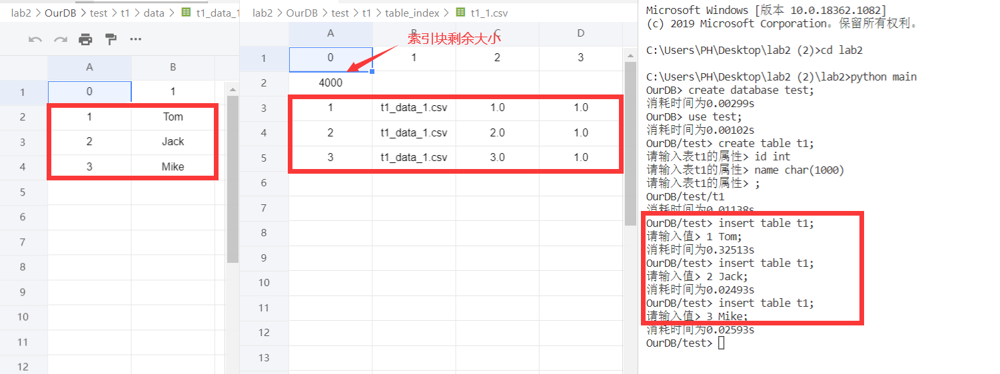 lab2 > OurDB > test > t1 > data > t1_data_1
A B
1 0 1
2 1 Tom
3 2 Jack
4 3 Mike
5
6
7
8
9
10
11
12
lab2 > OurDB > test > t1 > table_index > t1_1.csv
索引块剩余大小
A B C D
1 0 1 2 3
2 4000
3 1 t1_data_1.csv 1.0 1.0
4 2 t1_data_1.csv 2.0 1.0
5 3 t1_data_1.csv 3.0 1.0
6
7
8
9
10
11
12
13
Microsoft Windows [版本 10.0.18362.1082]
(c) 2019 Microsoft Corporation。保留所有权利。
C:\Users\PH\Desktop\lab2 (2)>cd lab2
C:\Users\PH\Desktop\lab2 (2)\lab2>python main
OurDB> create database test;
消耗时间为0.00299s
OurDB> use test;
消耗时间为0.00102s
OurDB/test> create table t1;
请输入表t1的属性> id int
请输入表t1的属性> name char(1000)
请输入表t1的属性> ;
OurDB/test/t1
消耗时间为0.01138s
OurDB/test> insert table t1;
请输入值> 1 Tom;
消耗时间为0.32513s
OurDB/test> insert table t1;
请输入值> 2 Jack;
消耗时间为0.02493s
OurDB/test> insert table t1;
请输入值> 3 Mike;
消耗时间为0.02593s
OurDB/test>